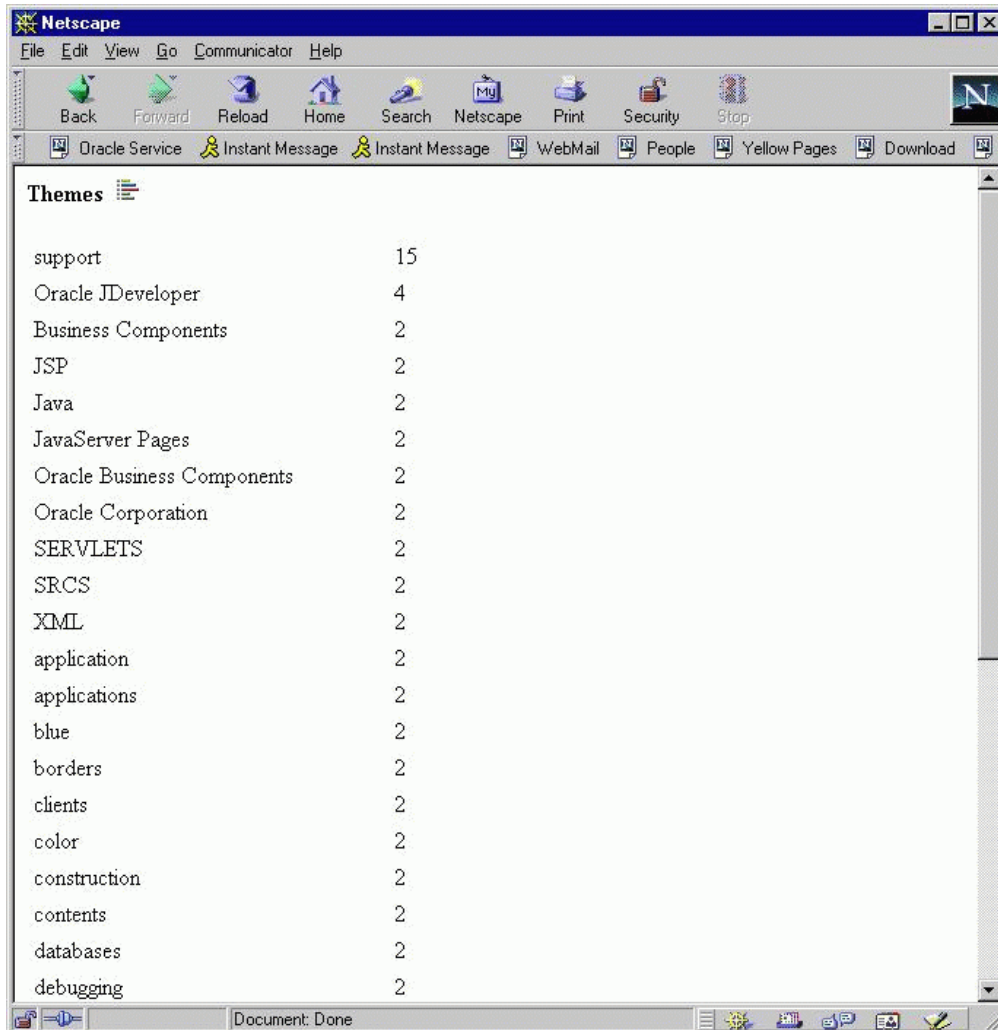 Netscape
File Edit View Go Communicator Help
Back Forward Reload Home Search Netscape Print Security Stop
Oracle Service Instant Message Instant Message WebMail People Yellow Pages Download
Themes
support 15
Oracle JDeveloper 4
Business Components 2
JSP 2
Java 2
JavaServer Pages 2
Oracle Business Components 2
Oracle Corporation 2
SERVLETS 2
SRCS 2
XML 2
application 2
applications 2
blue 2
borders 2
clients 2
color 2
construction 2
contents 2
databases 2
debugging 2
Document: Done